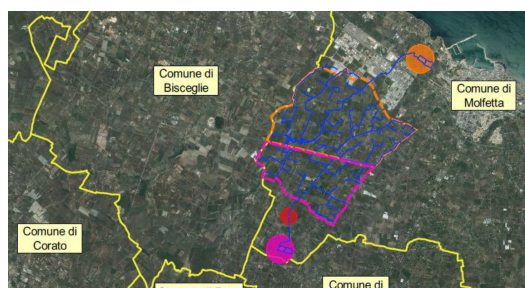 Comune di
Bisceglie
Comune di
Molfetta
Comune di
Corato
Comune di